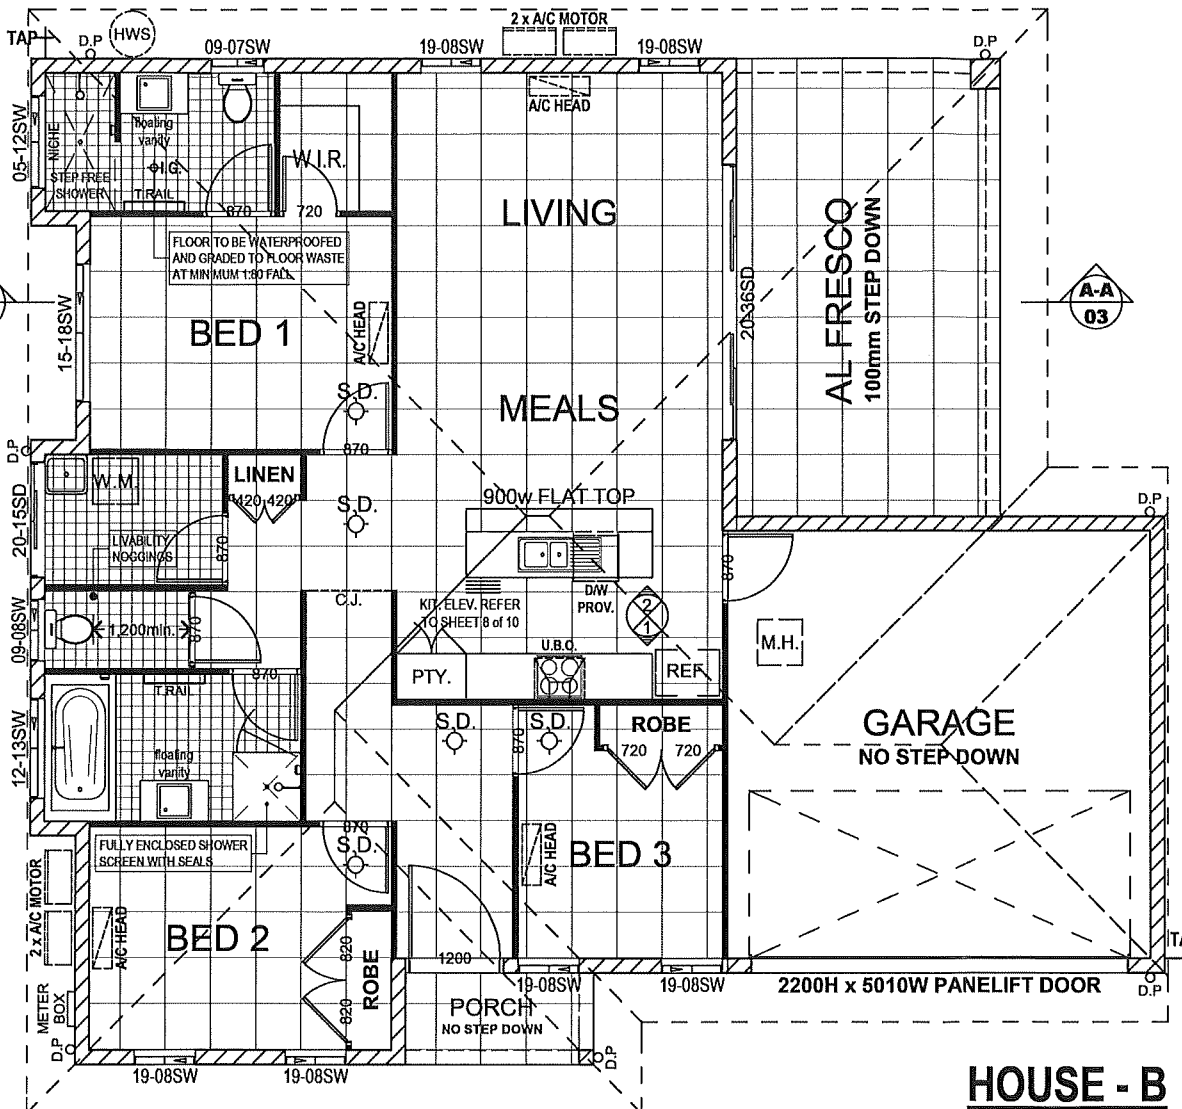 2 x A/C MOTOR
TAP
D.P
HWS
09-07SW
19-08SW
19-08SW
D.P
A/C HEAD
05-12SW
NICHE
floating
vanity
I.G.
STEP FREE
SHOWER
T.RAIL
W.I.R.
870
720
LIVING
FLOOR TO BE WATERPROOFED
AND GRADED TO FLOOR WASTE
AT MINIMUM 1:80 FALL
AL FRESCO
100mm STEP DOWN
A-A
03
15-18SW
BED 1
A/C HEAD
20-36SD
S.D.
MEALS
870
D.P
W.M.
LINEN
420
420
900w FLAT TOP
S.D.
D.P
20-15SD
LIVABILITY
NOGGINGS
870
870
C.J.
D/W
PROV.
KIT. ELEV. REFER
TO SHEET 8 of 10
2
1
09-08SW
1,200min.
870
U.B.O.
M.H.
PTY.
REF
870
T.RAIL
12-13SW
floating
vanity
S.D.
870
S.D.
ROBE
720
720
GARAGE
NO STEP DOWN
870
S.D.
FULLY ENCLOSED SHOWER
SCREEN WITH SEALS
A/C HEAD
BED 3
2 x A/C MOTOR
A/C HEAD
BED 2
820
820
ROBE
1200
19-08SW
19-08SW
2200H x 5010W PANELIFT DOOR
D.P
METER
BOX
D.P
PORCH
NO STEP DOWN
D.P
19-08SW
19-08SW
HOUSE - B